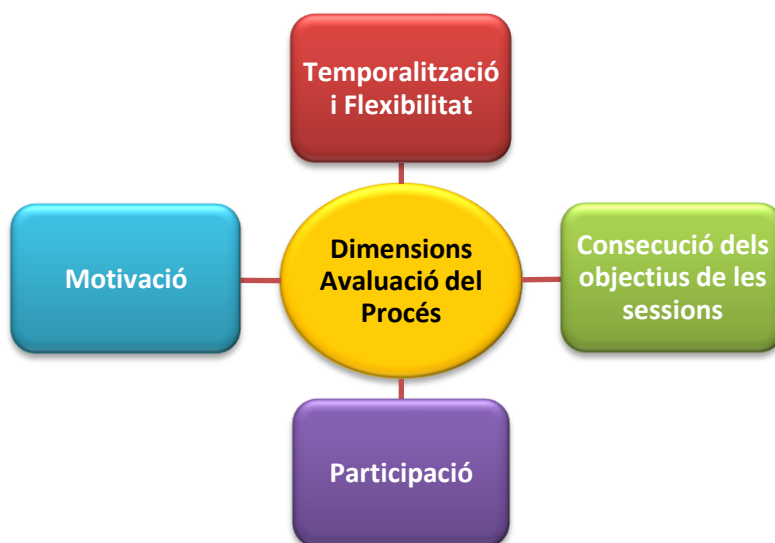 Temporalització
i Flexibilitat
Motivació
Dimensions
Avaluació del
Procés
Consecució dels
objectius de les
sessions
Participació